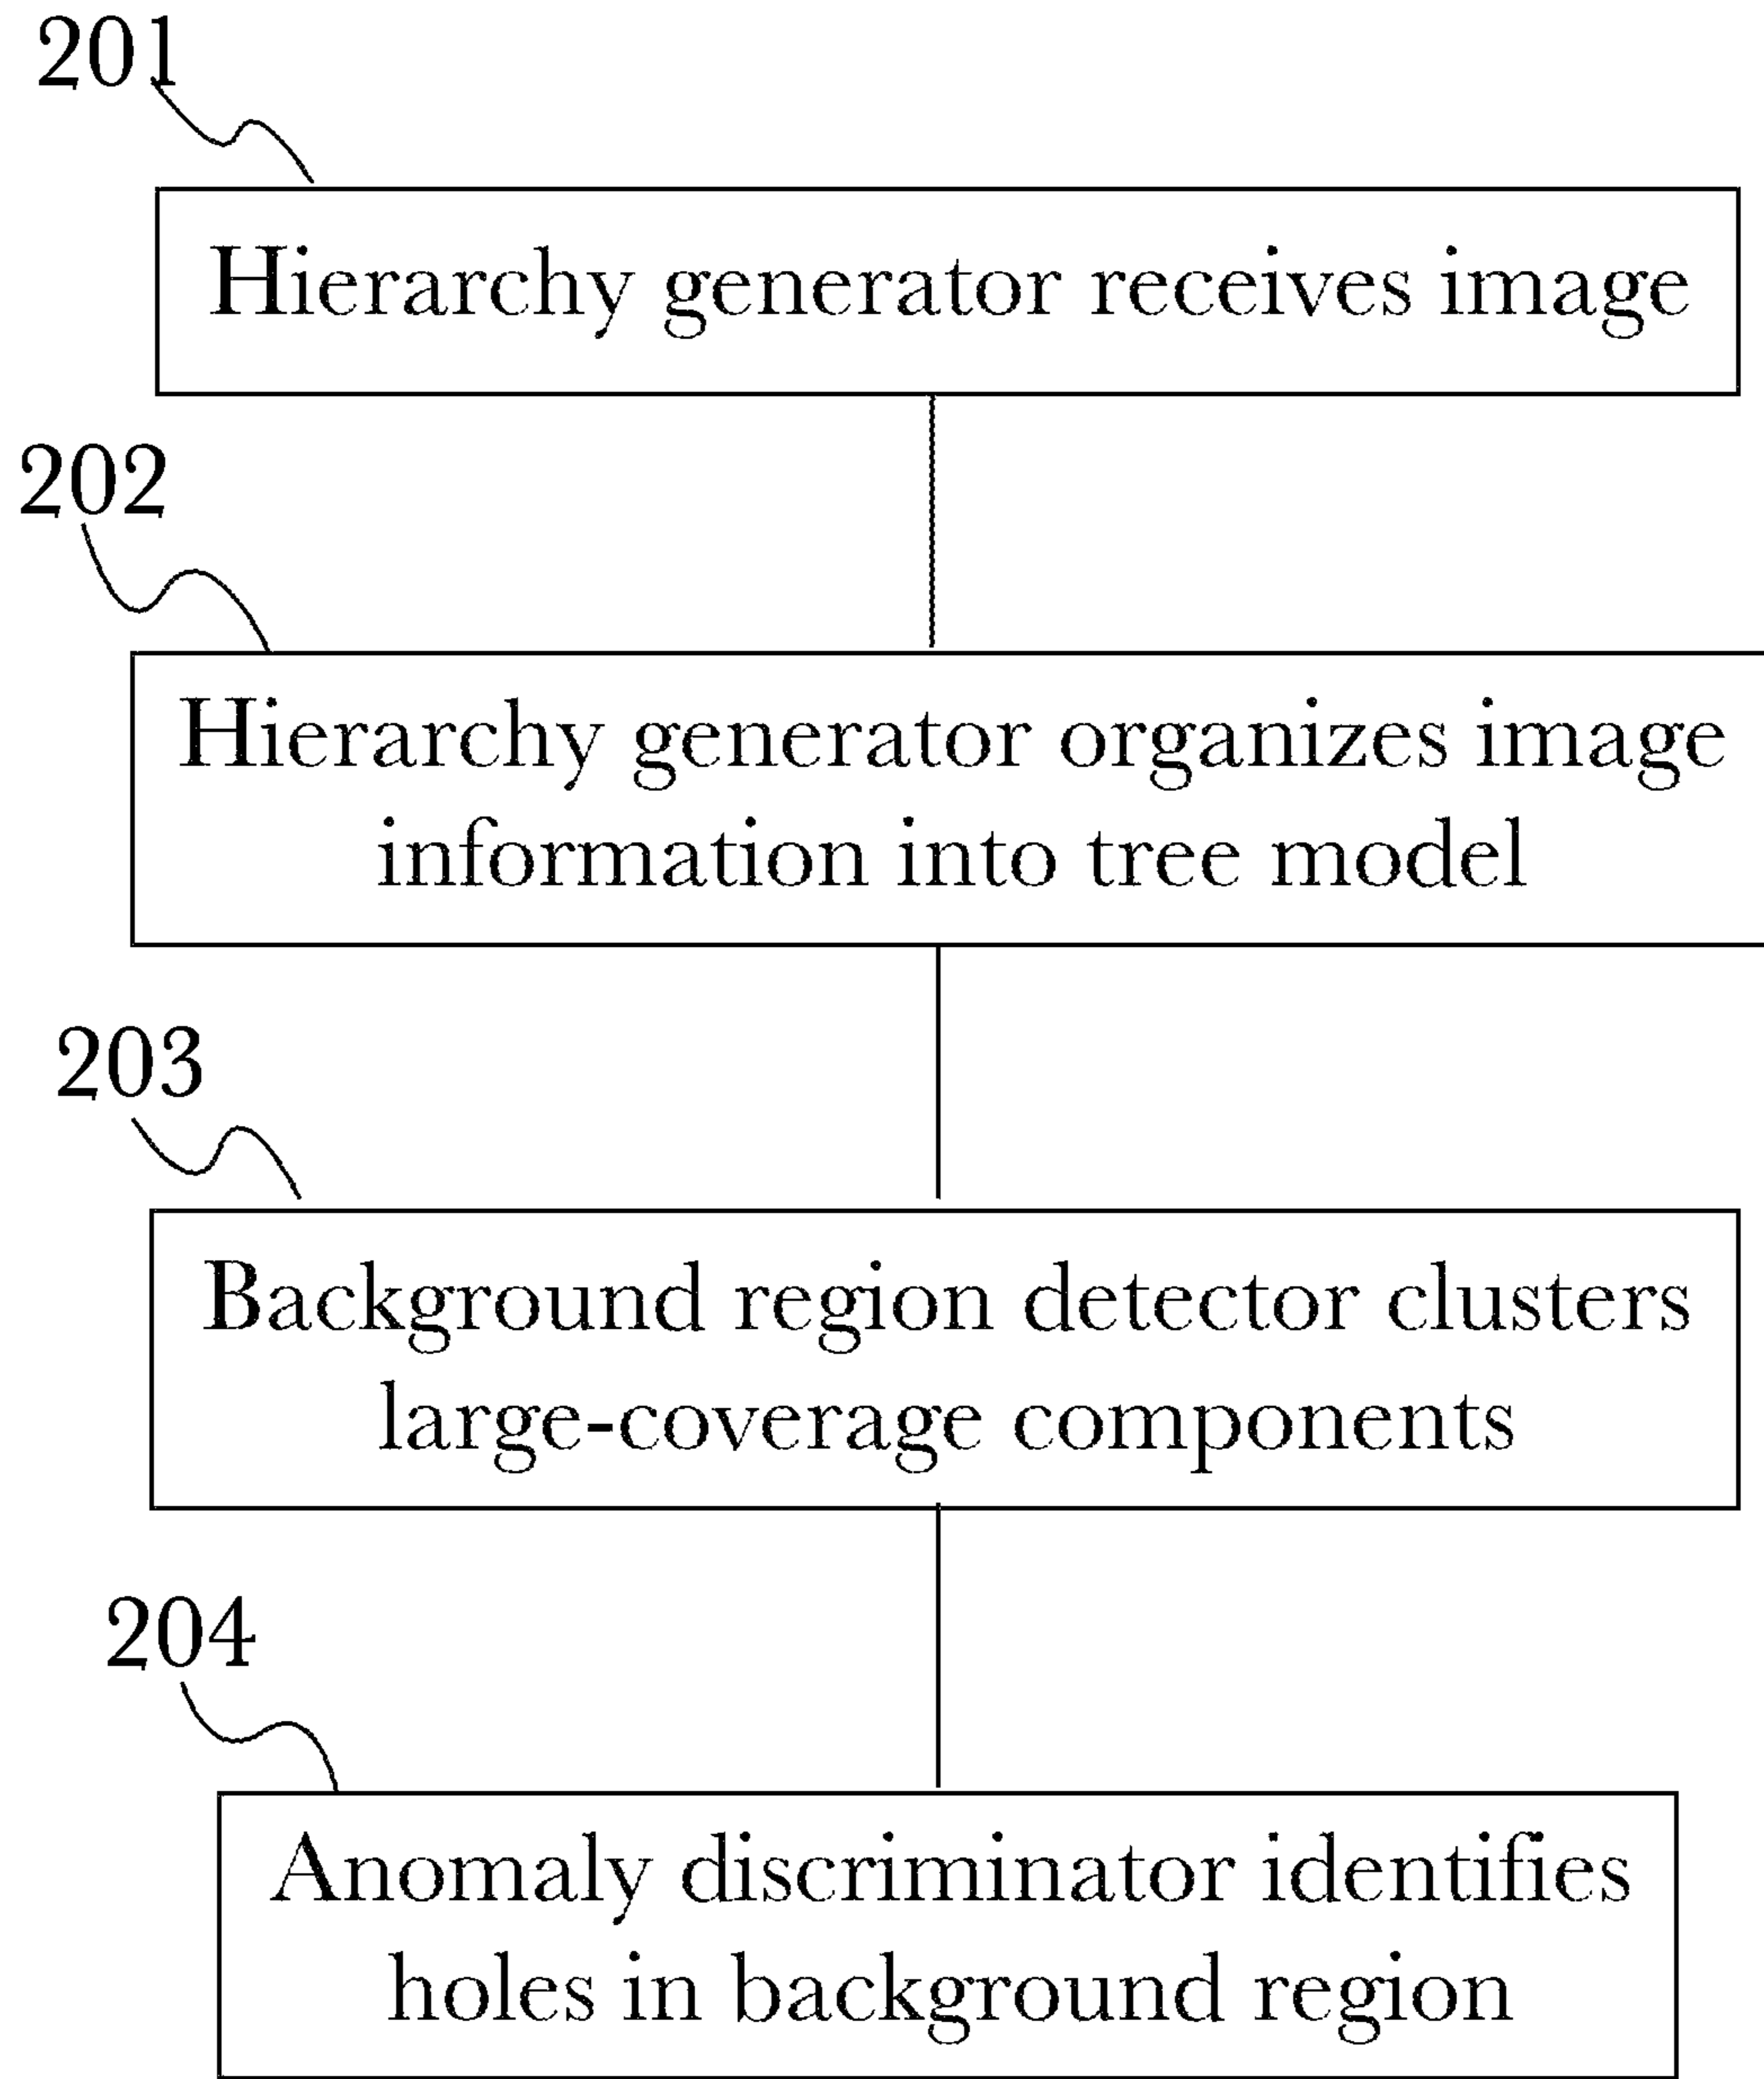 201
Hierarchy generator receives image
202
Hierarchy generator organizes image
information into tree model
203
Background region detector clusters
large-coverage components
204
Anomaly discriminator identifies
holes in background region